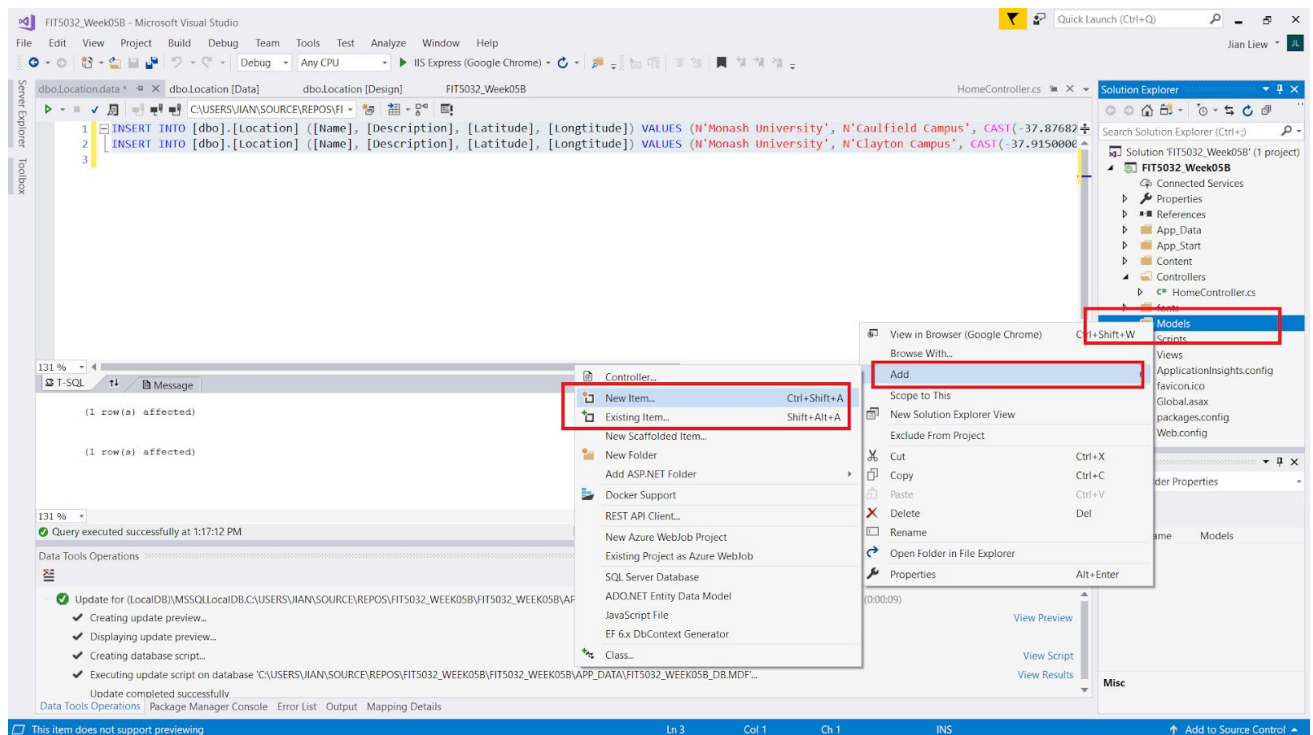 FIT5032_Week05B - Microsoft Visual Studio
Quick Launch (Ctrl+Q)
File Edit View Project Build Debug Team Tools Test Analyze Window Help
Jian Liew JL
Debug Any CPU IIS Express (Google Chrome)
Server Explorer
Toolbox
dbo.Location.data* dbo.Location [Data] dbo.Location [Design] FIT5032_Week05B HomeController.cs
C:\USERS\JIAN\SOURCE\REPOS\FI
1 INSERT INTO [dbo].[Location] ([Name], [Description], [Latitude], [Longtitude]) VALUES (N'Monash University', N'Caulfield Campus', CAST(-37.87682
2 INSERT INTO [dbo].[Location] ([Name], [Description], [Latitude], [Longtitude]) VALUES (N'Monash University', N'Clayton Campus', CAST(-37.9150000
3
131 %
T-SQL Message
(1 row(s) affected)
(1 row(s) affected)
131 %
Query executed successfully at 1:17:12 PM
Data Tools Operations
Update for (LocalDB)\MSSQLLocalDB.C:\USERS\JIAN\SOURCE\REPOS\FIT5032_WEEK05B\FIT5032_WEEK05B\AP
(0:00:09)
Creating update preview... View Preview
Displaying update preview...
Creating database script... View Script
Executing update script on database 'C:\USERS\JIAN\SOURCE\REPOS\FIT5032_WEEK05B\FIT5032_WEEK05B\APP_DATA\FIT5032_WEEK05B_DB.MDF'... View Results
Update completed successfully
Data Tools Operations Package Manager Console Error List Output Mapping Details
This item does not support previewing Ln 3 Col 1 Ch 1 INS Add to Source Control
Controller...
New Item... Ctrl+Shift+A
Existing Item... Shift+Alt+A
New Scaffolded Item...
New Folder
Add ASP.NET Folder
Docker Support
REST API Client...
New Azure WebJob Project
Existing Project as Azure WebJob
SQL Server Database
ADO.NET Entity Data Model
JavaScript File
EF 6.x DbContext Generator
Class...
View in Browser (Google Chrome) Ctrl+Shift+W
Browse With...
Add
Scope to This
New Solution Explorer View
Exclude From Project
Cut Ctrl+X
Copy Ctrl+C
Paste Ctrl+V
Delete Del
Rename
Open Folder in File Explorer
Properties Alt+Enter
Solution Explorer
Search Solution Explorer (Ctrl+;)
Solution 'FIT5032_Week05B' (1 project)
FIT5032_Week05B
Connected Services
Properties
References
App_Data
App_Start
Content
Controllers
C# HomeController.cs
fonts
Models
Scripts
Views
ApplicationInsights.config
favicon.ico
Global.asax
packages.config
Web.config
der Properties
ame Models
Misc